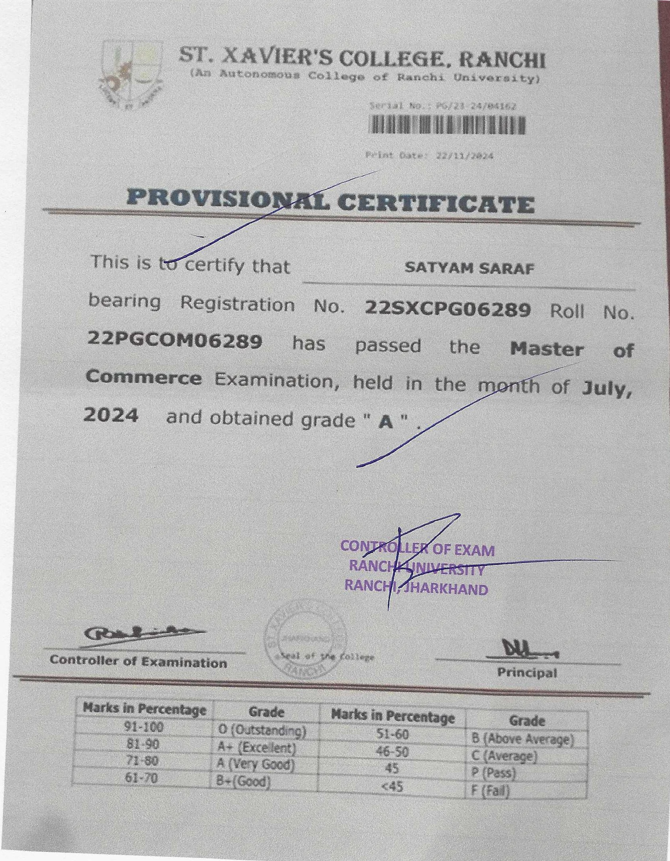 ST. XAVIER'S COLLEGE, RANCHI
(An Autonomous College of Ranchi University)
Serial No.: PG/23-24/04162
Print Date: 22/11/2024
PROVISIONAL CERTIFICATE
This is to certify that SATYAM SARAF
bearing Registration No. 22SXCPG06289 Roll No.
22PGCOM06289 has passed the Master of
Commerce Examination, held in the month of July,
2024 and obtained grade " A " .
CONTROLLER OF EXAM
RANCHI UNIVERSITY
RANCHI, JHARKHAND
ST. XAVIER'S COLLEGE
JHARKHAND
RANCHI
Seal of the College
Controller of Examination
Principal
Marks in Percentage Grade Marks in Percentage Grade
91-100 O (Outstanding) 51-60 B (Above Average)
81-90 A+ (Excellent) 46-50 C (Average)
71-80 A (Very Good) 45 P (Pass)
61-70 B+(Good) <45 F (Fail)